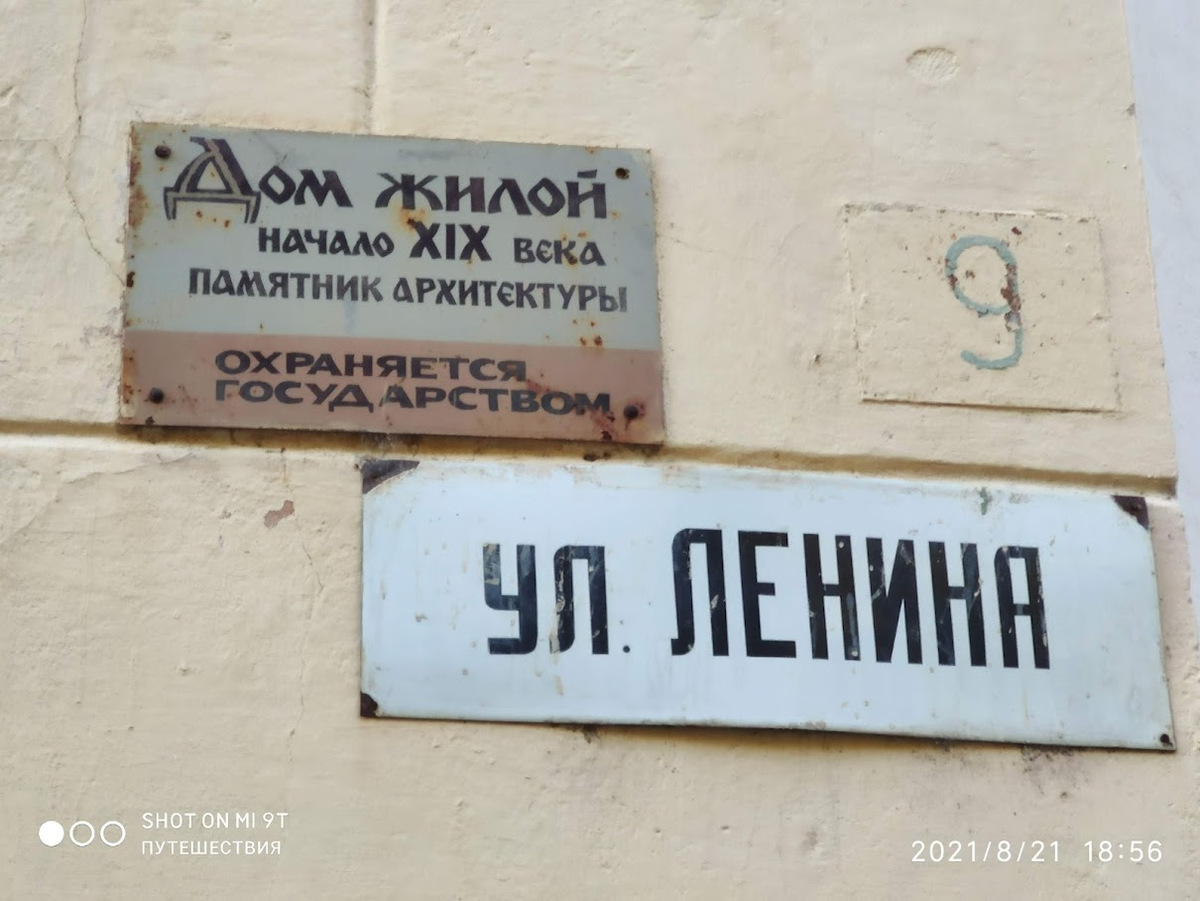 Дом жилой
начало XIX века
памятник архитектуры
ОХРАНЯЕТСЯ
ГОСУДАРСТВОМ
9
УЛ. ЛЕНИНА
SHOT ON MI 9T
ПУТЕШЕСТВИЯ
2021/8/21 18:56